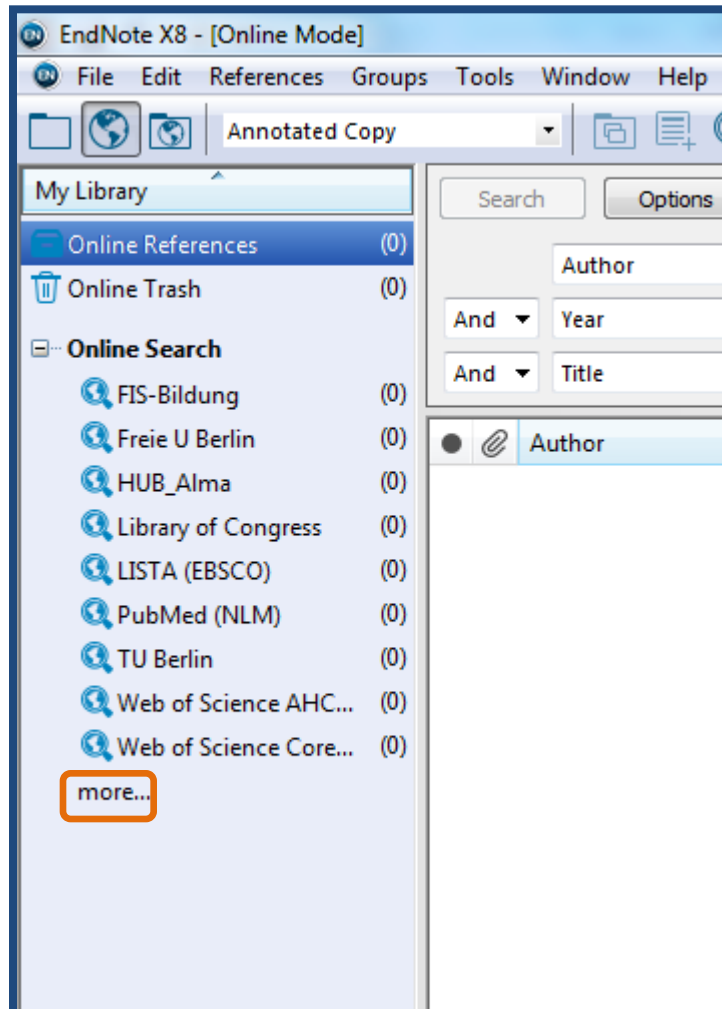 EndNote X8 - [Online Mode]
File Edit References Groups Tools Window Help
Annotated Copy
My Library
Search Options
Online References (0)
Author
Online Trash (0)
And Year
Online Search
And Title
FIS-Bildung (0)
Freie U Berlin (0)
Author
HUB_Alma (0)
Library of Congress (0)
LISTA (EBSCO) (0)
PubMed (NLM) (0)
TU Berlin (0)
Web of Science AHC... (0)
Web of Science Core... (0)
more...